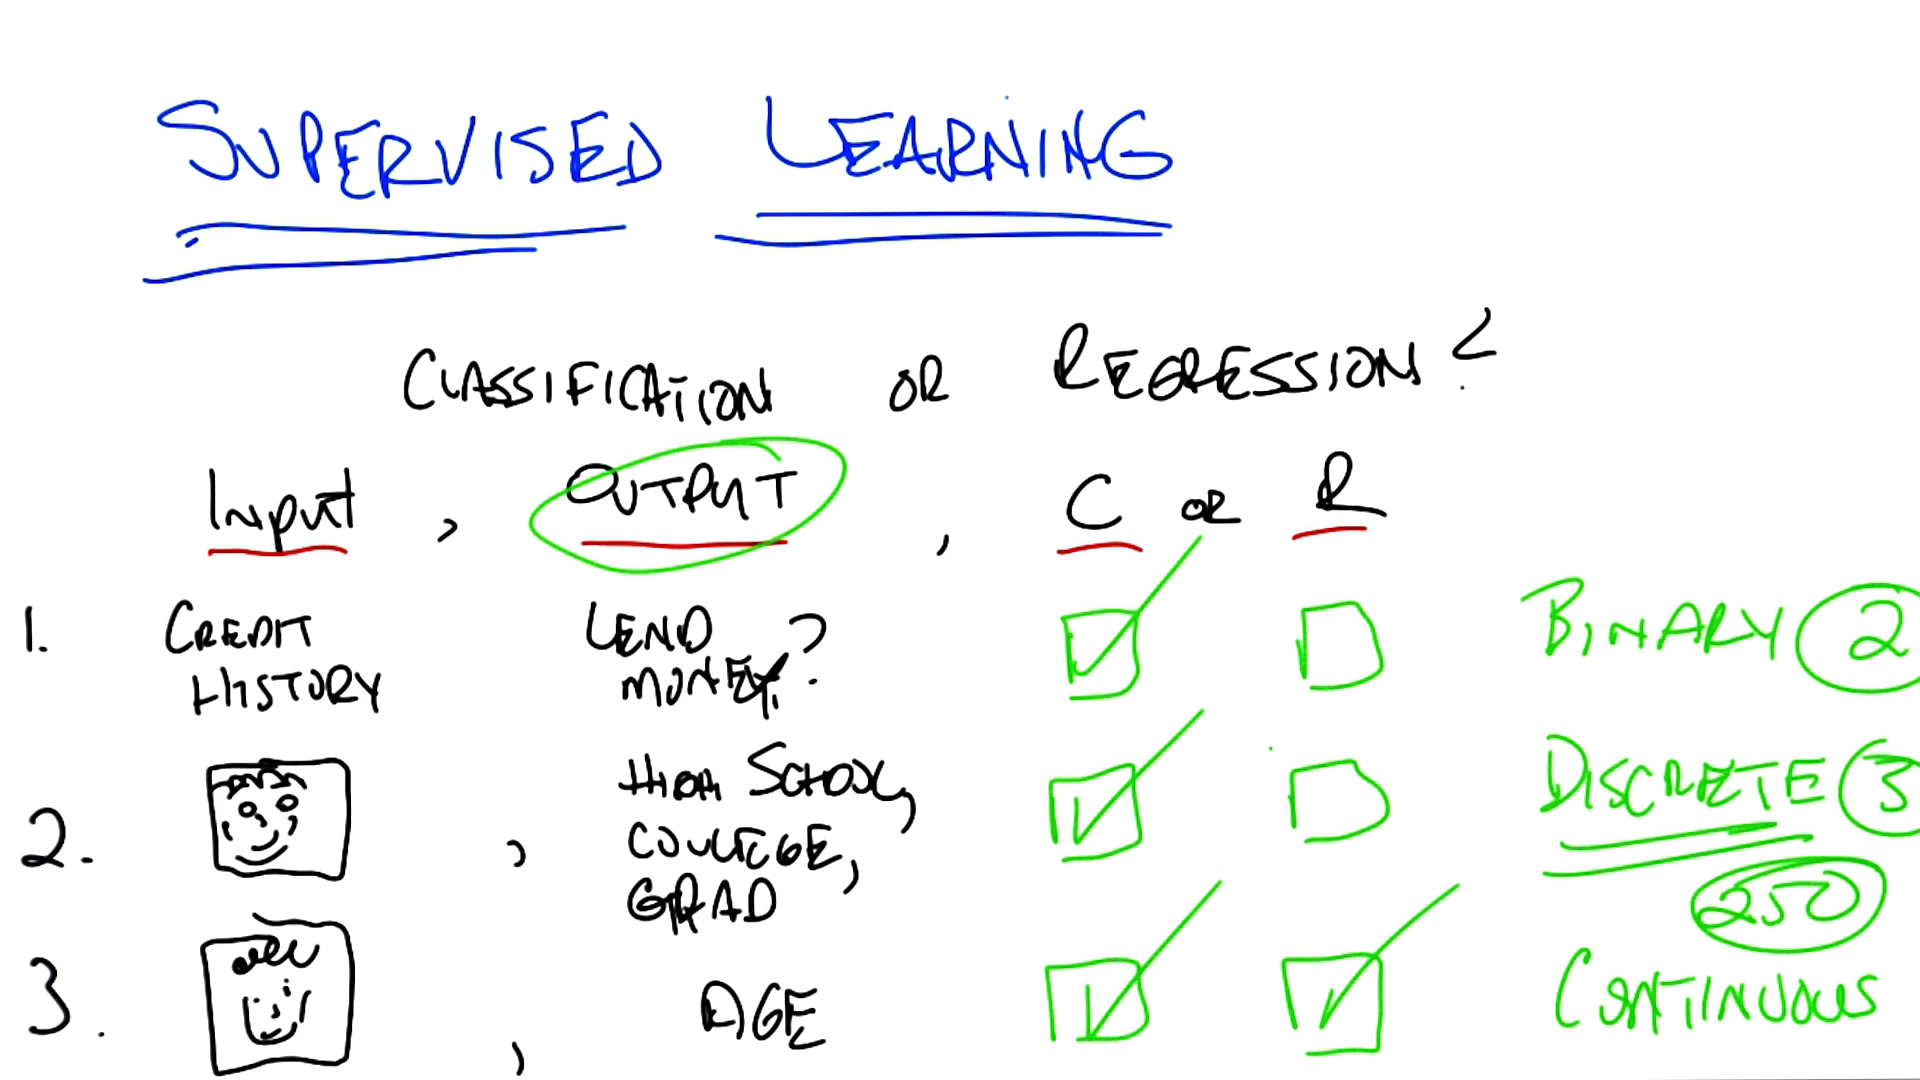 SUPERVISED LEARNING
CLASSIFICATION OR REGRESSION?
Input , OUTPUT , C OR R
1. CREDIT HISTORY LEND MONEY? BINARY 2
2. , HIGH SCHOOL, COLLEGE, GRAD DISCRETE 3
250
3. , AGE CONTINUOUS